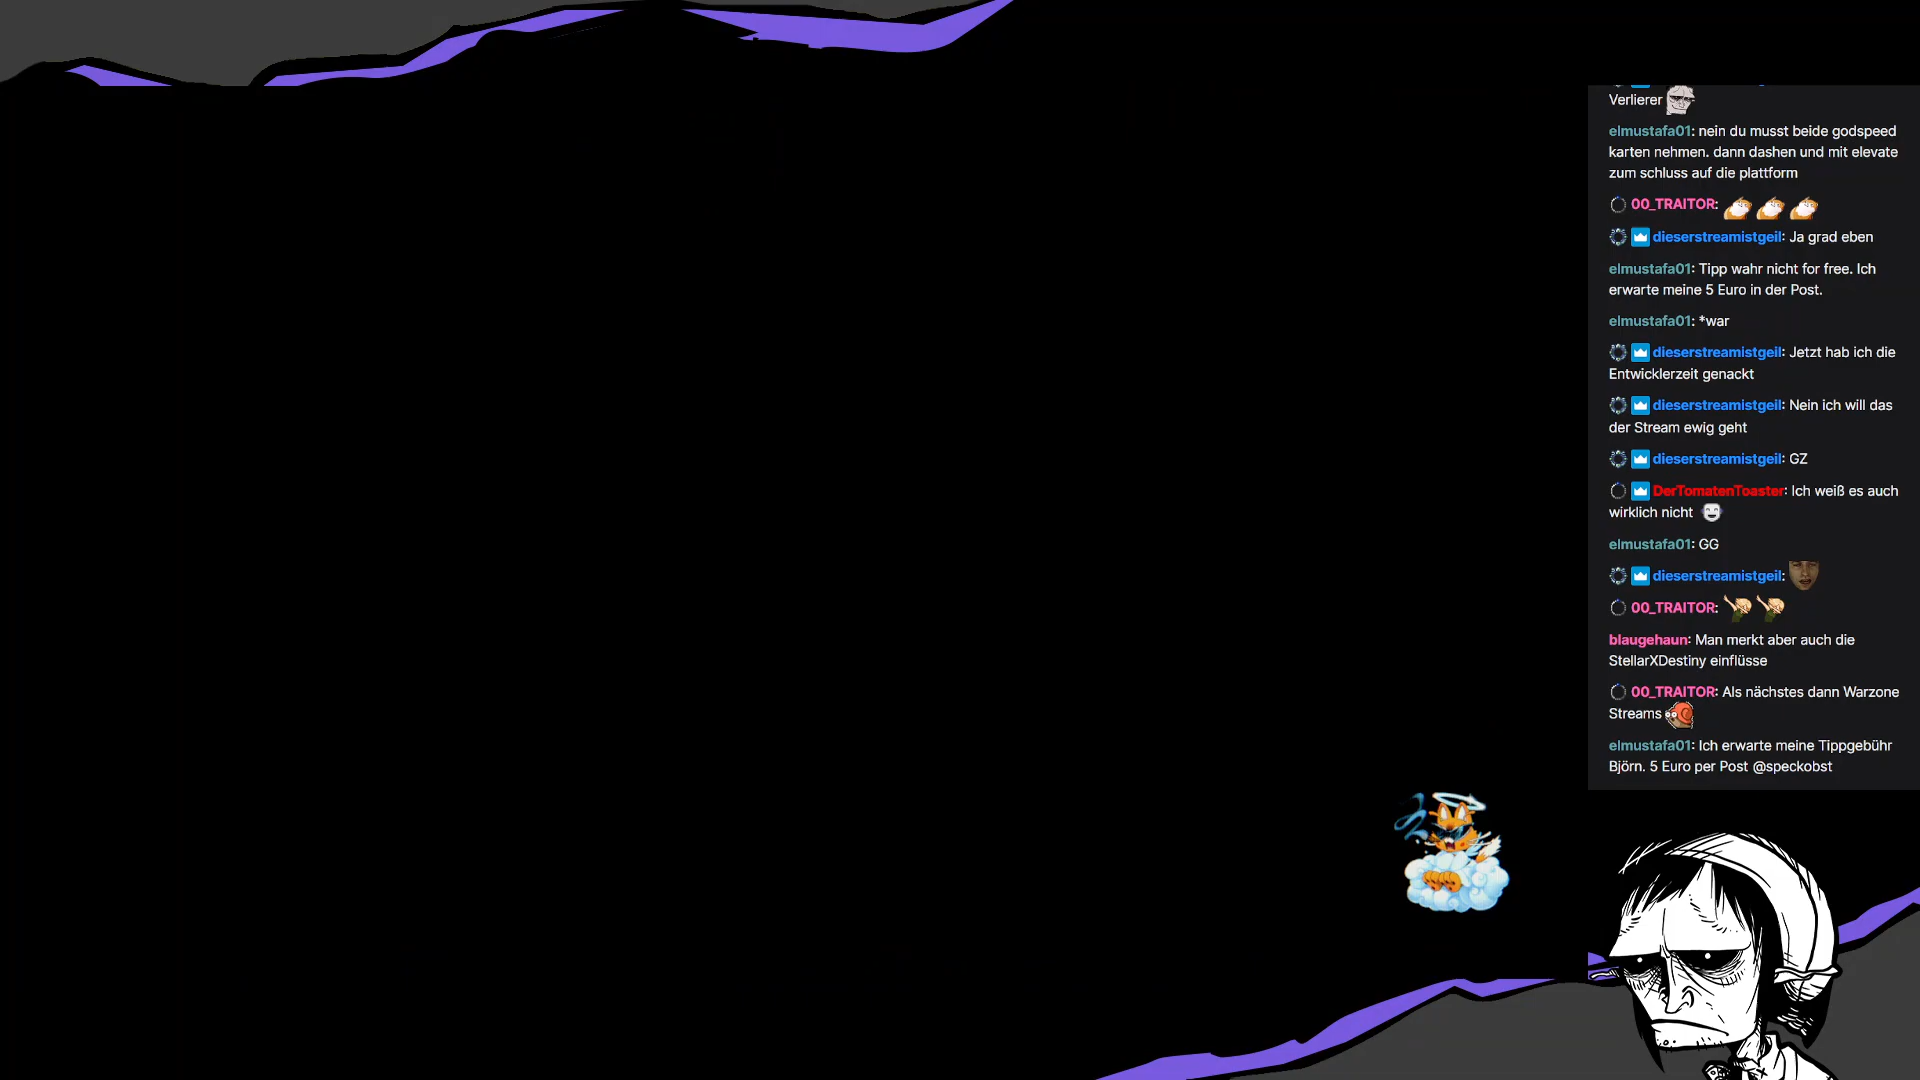 Verlierer
elmustafa01: nein du musst beide godspeed
karten nehmen. dann dashen und mit elevate
zum schluss auf die plattform
00_TRAITOR:
dieserstreamistgeil: Ja grad eben
elmustafa01: Tipp wahr nicht for free. Ich
erwarte meine 5 Euro in der Post.
elmustafa01: *war
dieserstreamistgeil: Jetzt hab ich die
Entwicklerzeit genackt
dieserstreamistgeil: Nein ich will das
der Stream ewig geht
dieserstreamistgeil: GZ
DerTomatenToaster: Ich weiß es auch
wirklich nicht
elmustafa01: GG
dieserstreamistgeil:
00_TRAITOR:
blaugehaun: Man merkt aber auch die
StellarXDestiny einflüsse
00_TRAITOR: Als nächstes dann Warzone
Streams
elmustafa01: Ich erwarte meine Tippgebühr
Björn. 5 Euro per Post @speckobst